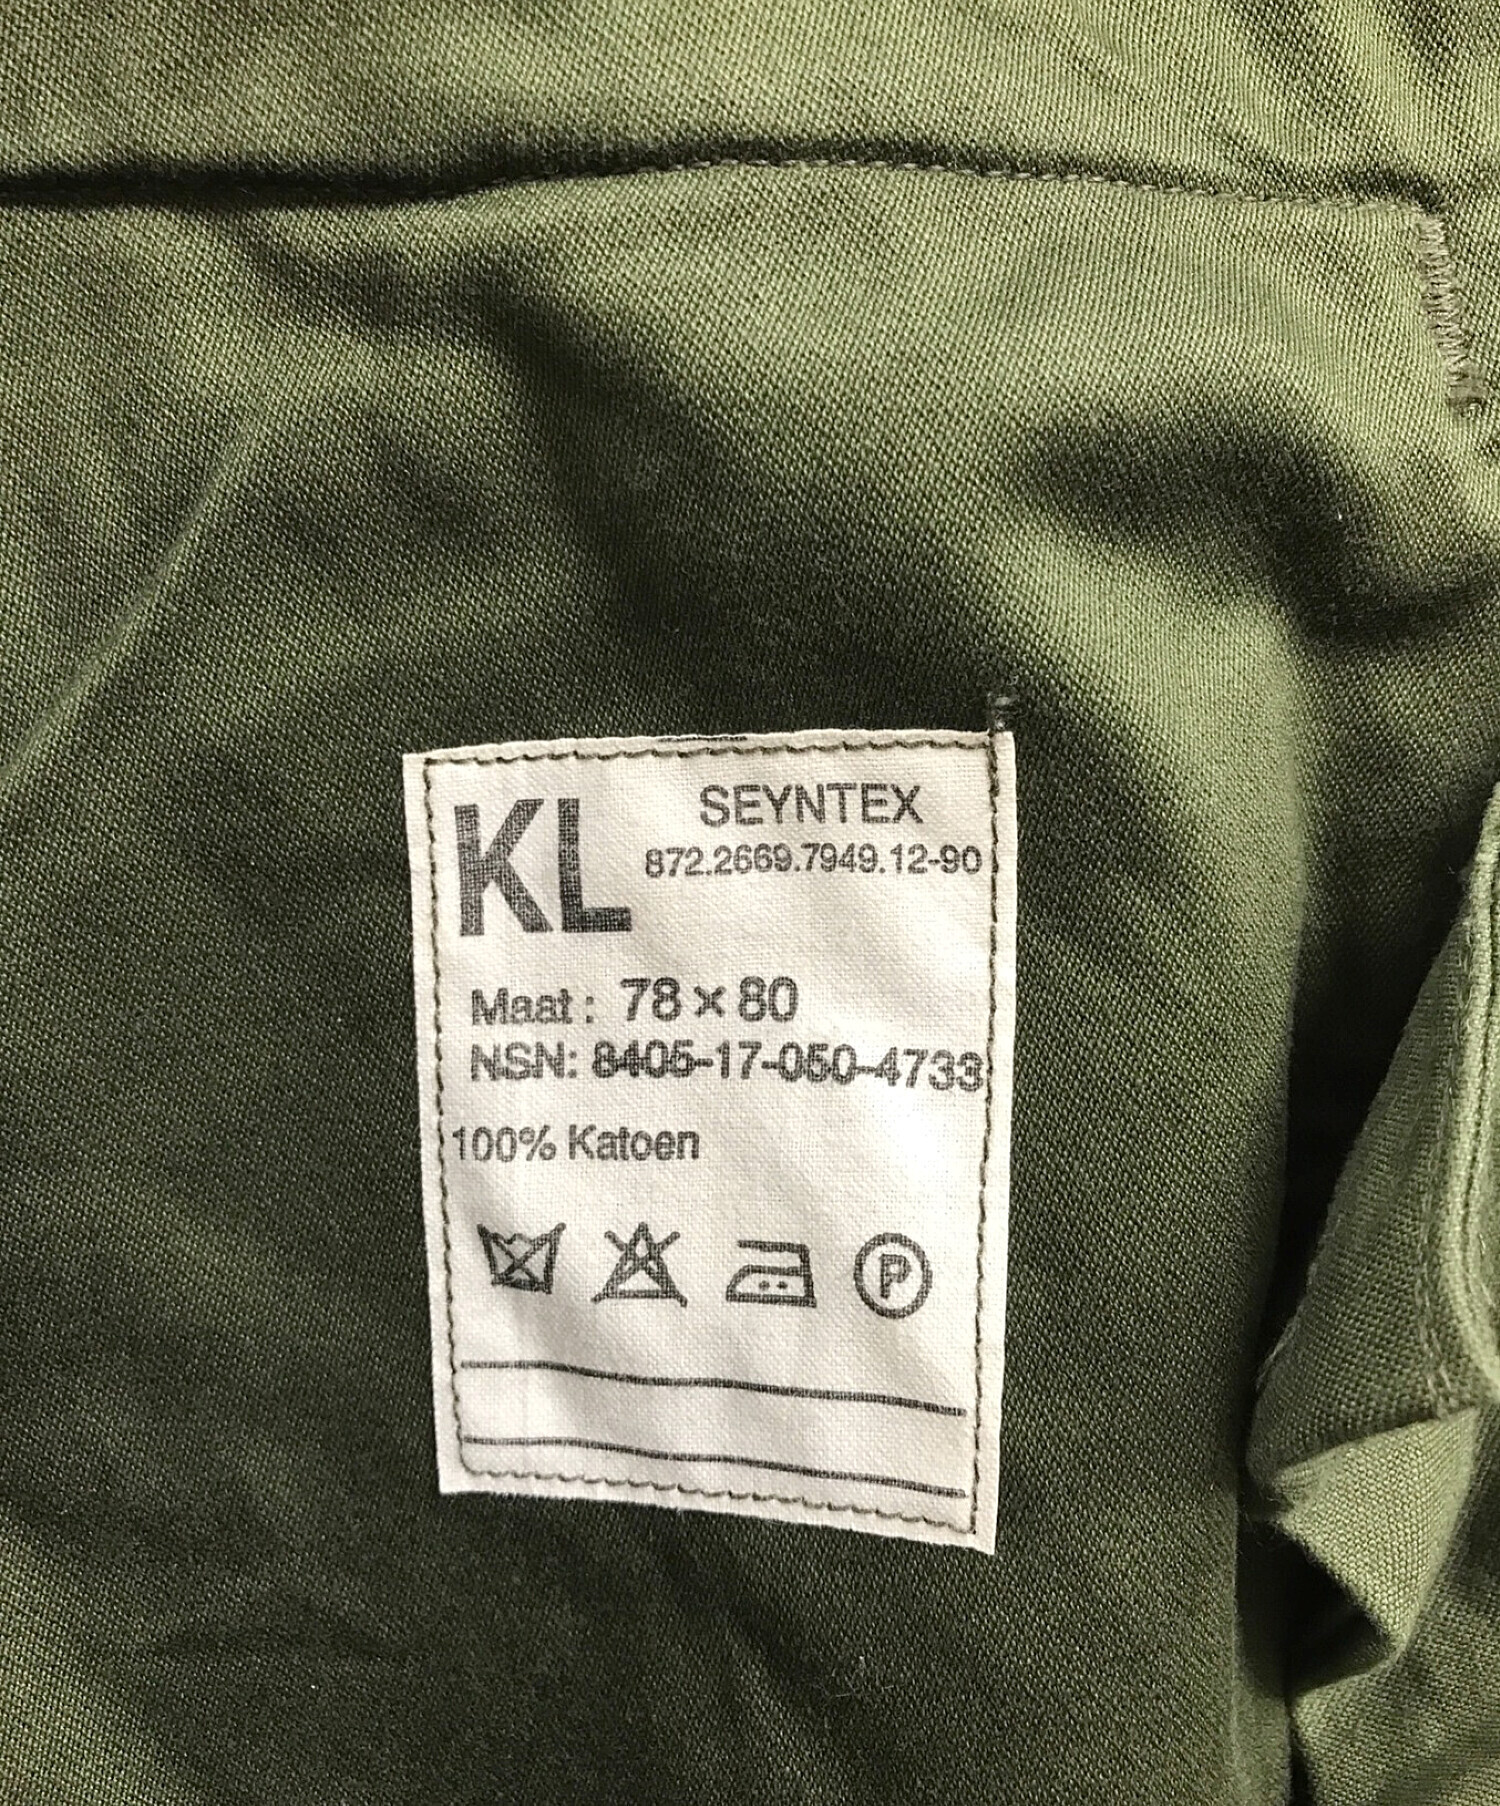 KL
SEYNTEX
872.2669.7949.12-90
Maat: 78×80
NSN: 8405-17-050-4733
100% Katoen
P